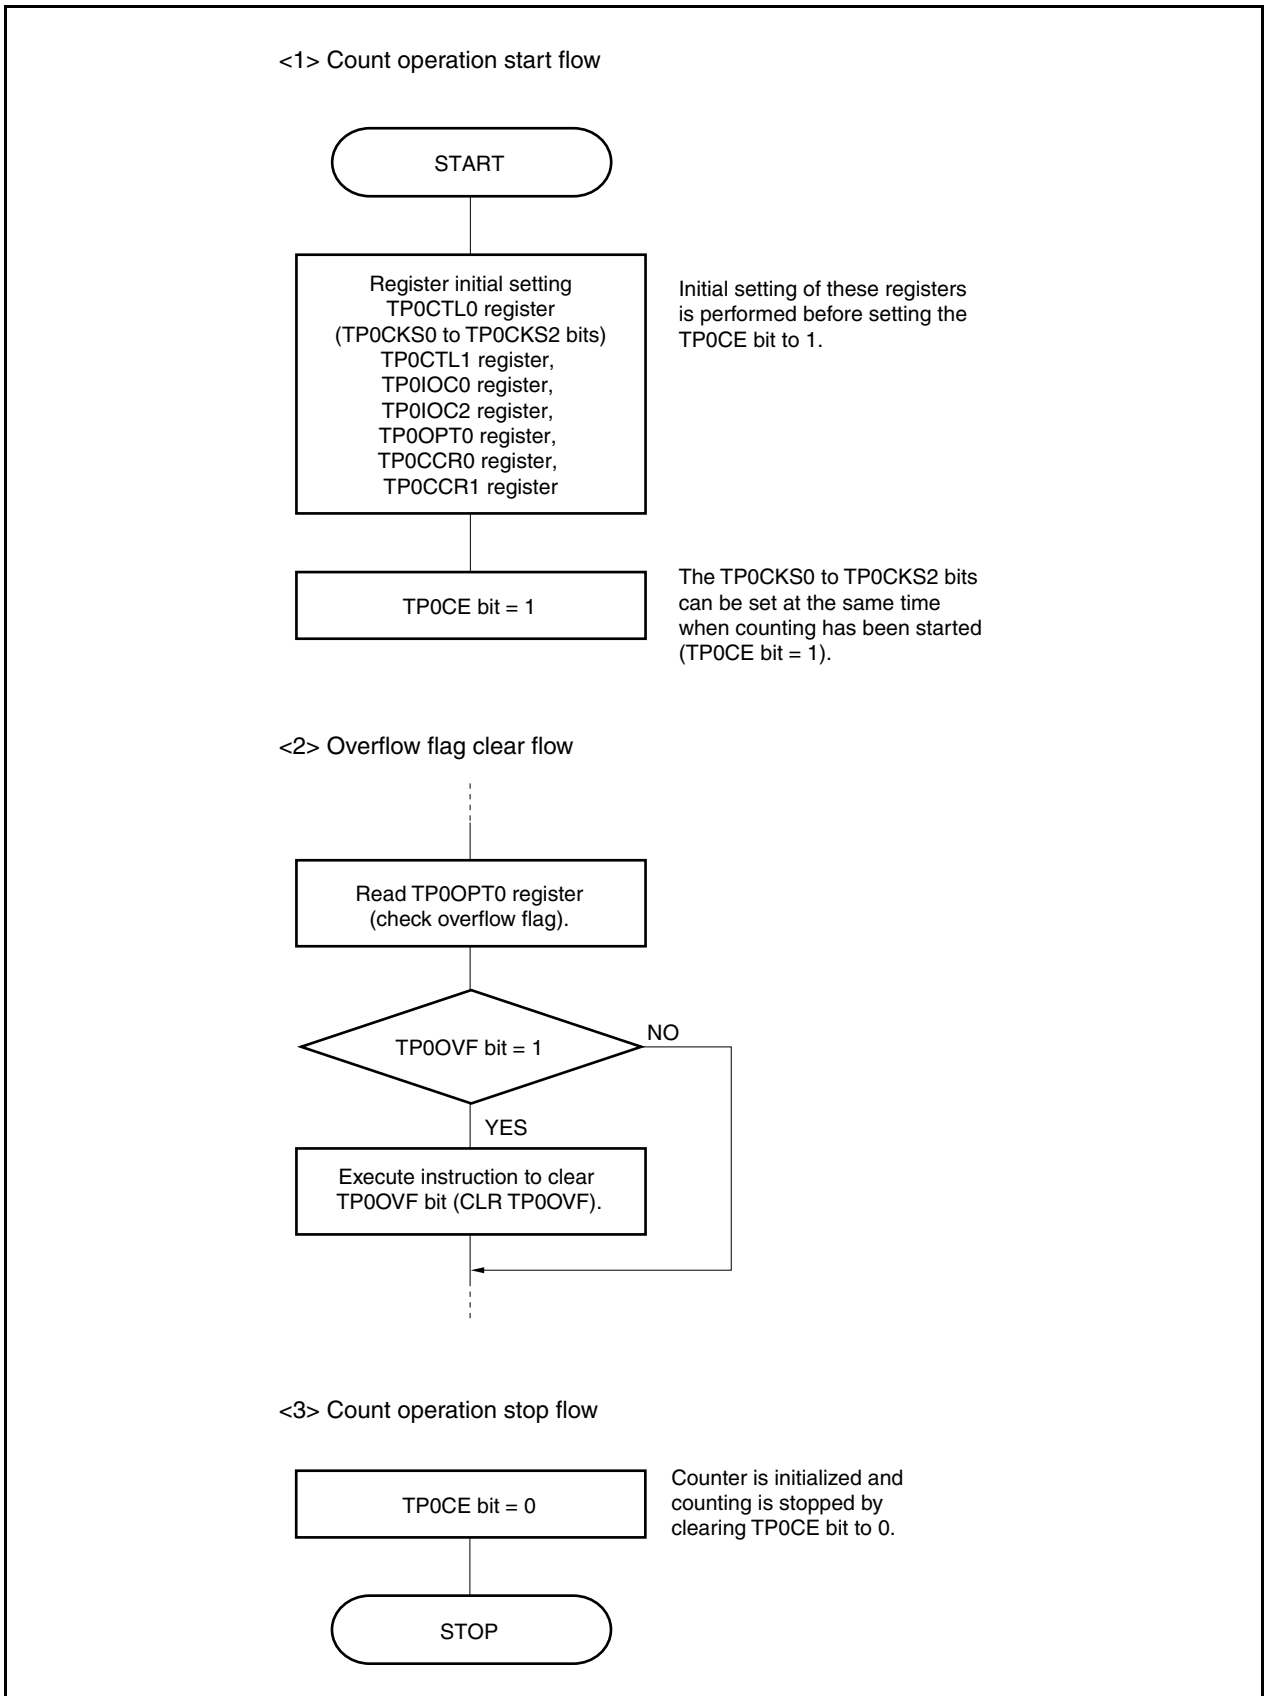 <1> Count operation start flow
START
Register initial setting
TP0CTL0 register
(TP0CKS0 to TP0CKS2 bits)
TP0CTL1 register,
TP0IOC0 register,
TP0IOC2 register,
TP0OPT0 register,
TP0CCR0 register,
TP0CCR1 register
Initial setting of these registers
is performed before setting the
TP0CE bit to 1.
TP0CE bit = 1
The TP0CKS0 to TP0CKS2 bits
can be set at the same time
when counting has been started
(TP0CE bit = 1).
<2> Overflow flag clear flow
Read TP0OPT0 register
(check overflow flag).
TP0OVF bit = 1
NO
YES
Execute instruction to clear
TP0OVF bit (CLR TP0OVF).
<3> Count operation stop flow
TP0CE bit = 0
Counter is initialized and
counting is stopped by
clearing TP0CE bit to 0.
STOP